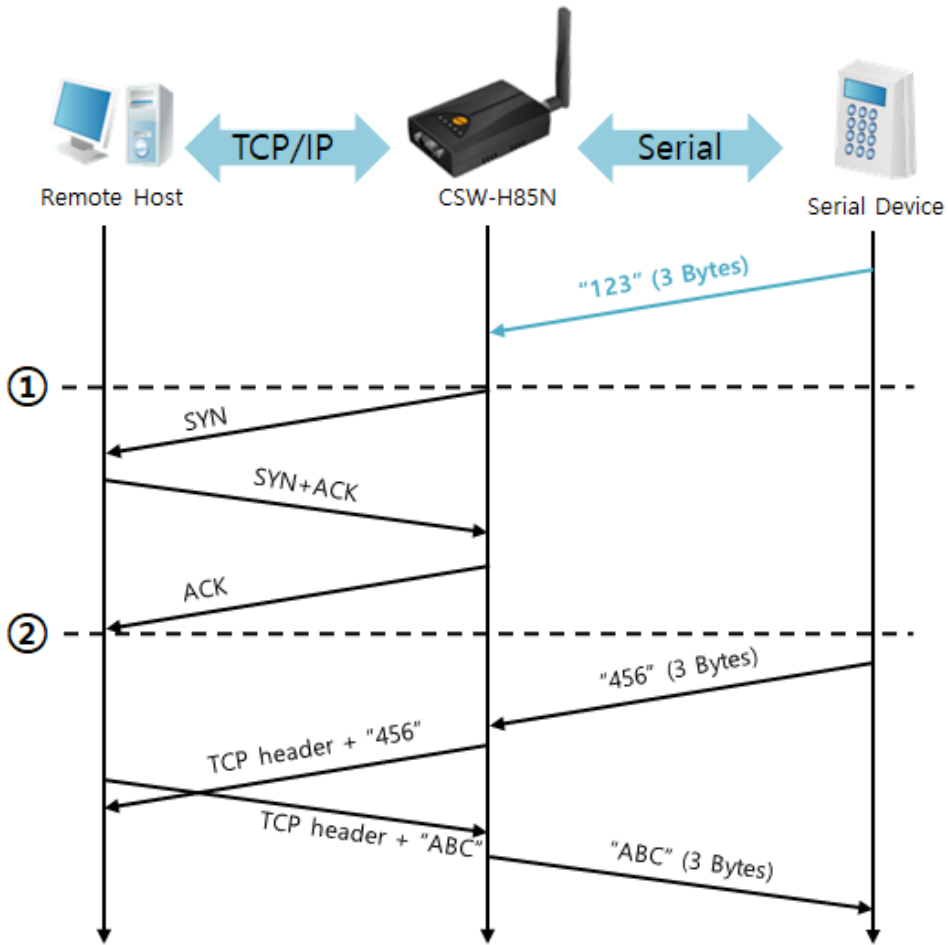 TCP/IP
Serial
Remote Host
CSW-H85N
Serial Device
“123” (3 Bytes)
①
SYN
SYN+ACK
ACK
②
“456” (3 Bytes)
TCP header + “456”
TCP header + “ABC”
“ABC” (3 Bytes)